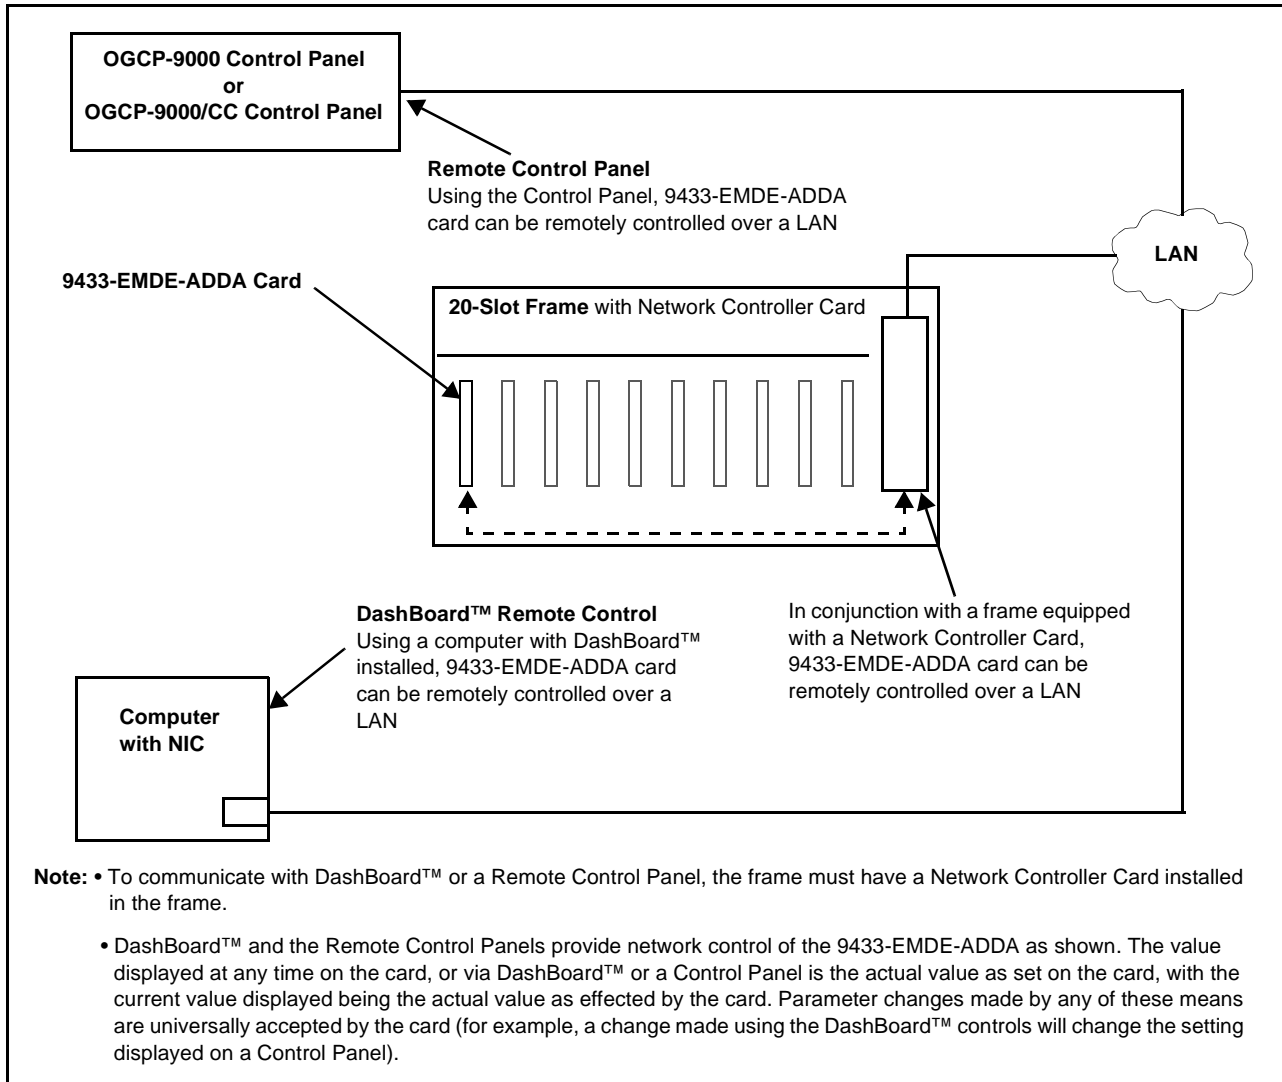 OGCP-9000 Control Panel
or
OGCP-9000/CC Control Panel
Remote Control Panel
Using the Control Panel, 9433-EMDE-ADDA
card can be remotely controlled over a LAN
LAN
9433-EMDE-ADDA Card
20-Slot Frame with Network Controller Card
DashBoard™ Remote Control
Using a computer with DashBoard™
installed, 9433-EMDE-ADDA card
can be remotely controlled over a
LAN
In conjunction with a frame equipped
with a Network Controller Card,
9433-EMDE-ADDA card can be
remotely controlled over a LAN
Computer
with NIC
Note: • To communicate with DashBoard™ or a Remote Control Panel, the frame must have a Network Controller Card installed
in the frame.
• DashBoard™ and the Remote Control Panels provide network control of the 9433-EMDE-ADDA as shown. The value
displayed at any time on the card, or via DashBoard™ or a Control Panel is the actual value as set on the card, with the
current value displayed being the actual value as effected by the card. Parameter changes made by any of these means
are universally accepted by the card (for example, a change made using the DashBoard™ controls will change the setting
displayed on a Control Panel).